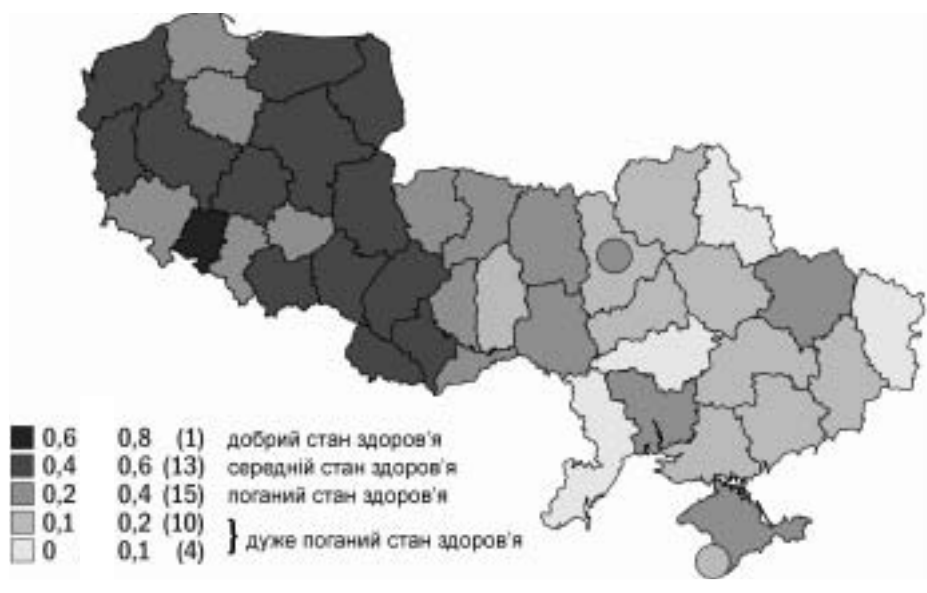 0,6 0,8 (1) добрий стан здоров'я
0,4 0,6 (13) середній стан здоров'я
0,2 0,4 (15) поганий стан здоров'я
0,1 0,2 (10)
} дуже поганий стан здоров'я
0 0,1 (4)